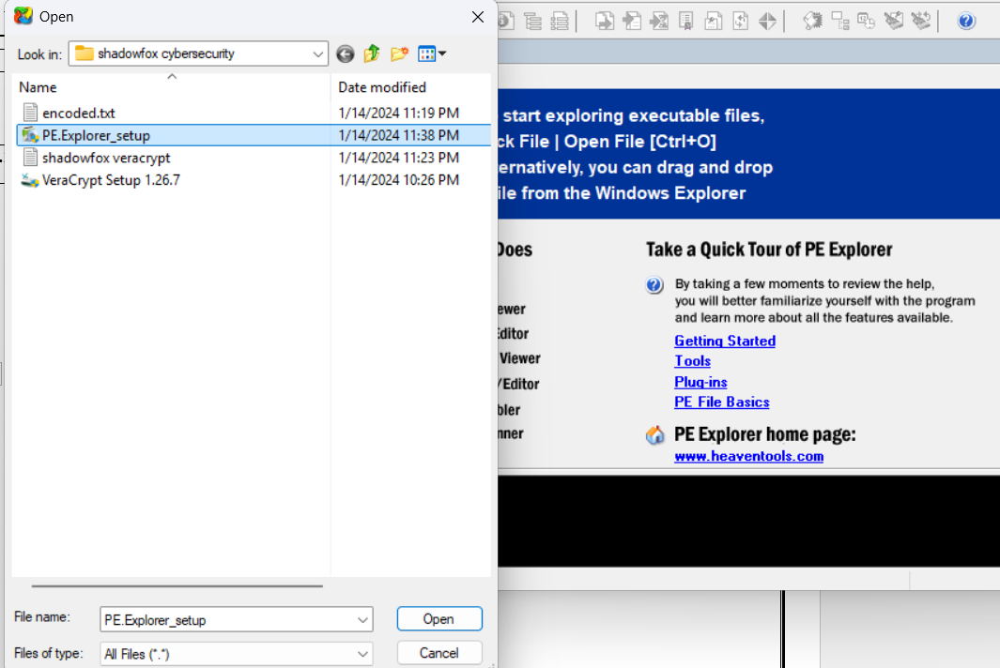 Open
Look in: shadowfox cybersecurity
Name Date modified
encoded.txt 1/14/2024 11:19 PM
PE.Explorer_setup 1/14/2024 11:38 PM
shadowfox veracrypt 1/14/2024 11:23 PM
VeraCrypt Setup 1.26.7 1/14/2024 10:26 PM
File name: PE.Explorer_setup Open
Files of type: All Files (*.*) Cancel
start exploring executable files,
ck File | Open File [Ctrl+O]
ernatively, you can drag and drop
ile from the Windows Explorer
Does
ewer
Editor
Viewer
/Editor
bler
nner
Take a Quick Tour of PE Explorer
By taking a few moments to review the help,
you will better familiarize yourself with the program
and learn more about all the features available.
Getting Started
Tools
Plug-ins
PE File Basics
PE Explorer home page:
www.heaventools.com